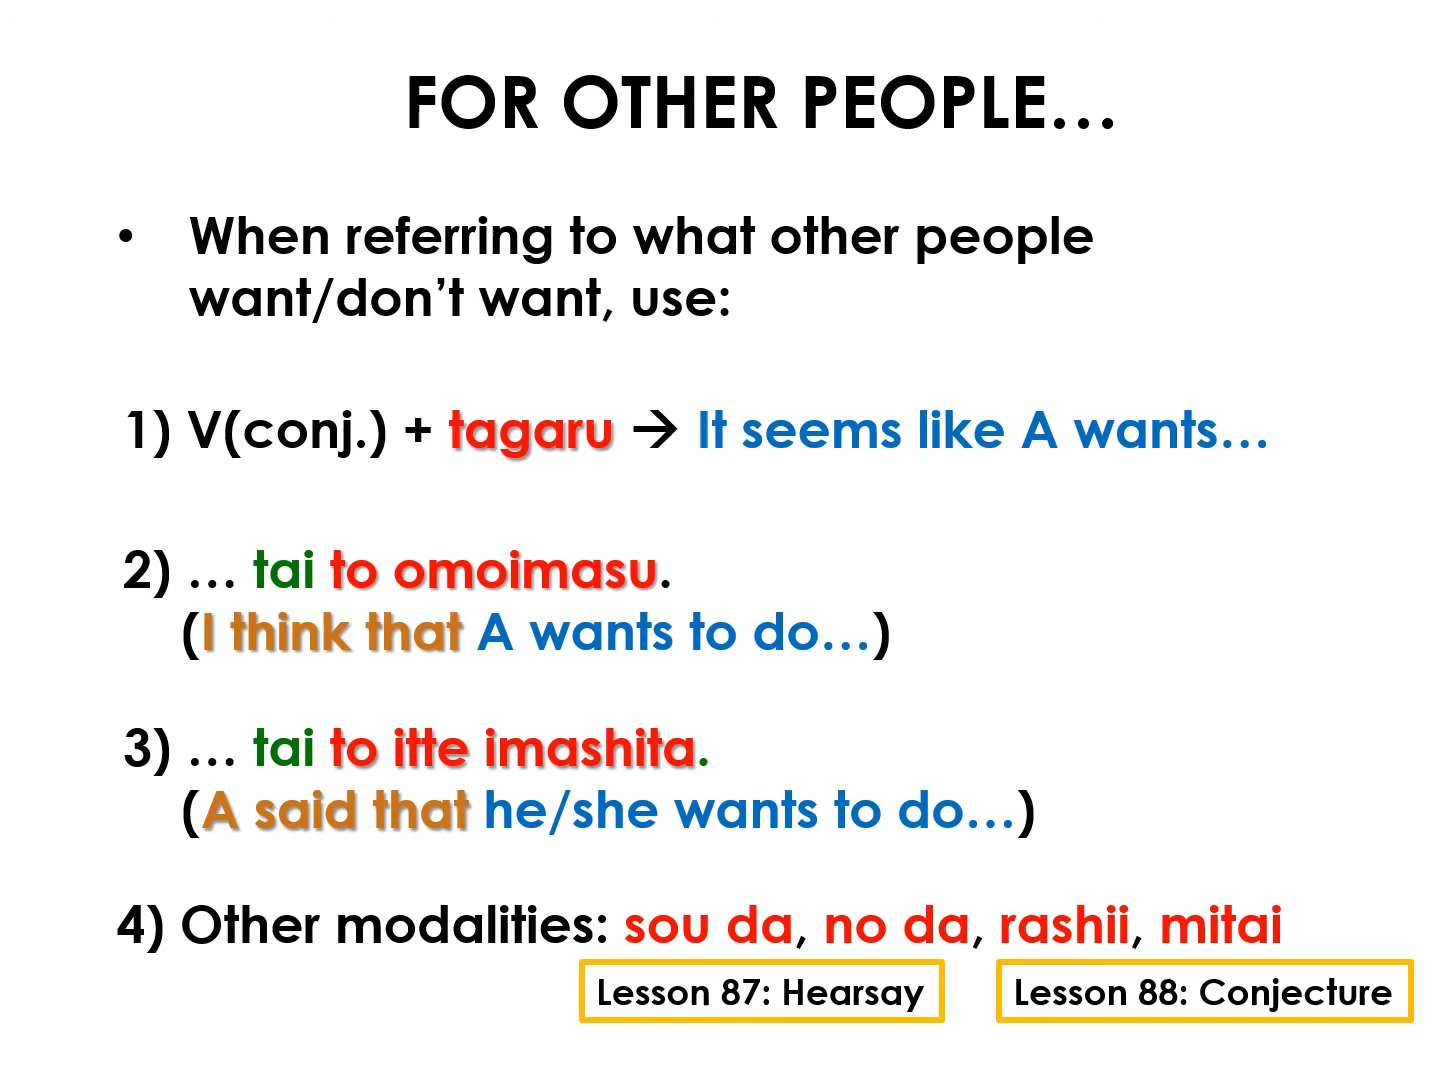 FOR OTHER PEOPLE…
• When referring to what other people
want/don’t want, use:
1) V(conj.) + tagaru → It seems like A wants…
2) … tai to omoimasu.
(I think that A wants to do…)
3) … tai to itte imashita.
(A said that he/she wants to do…)
4) Other modalities: sou da, no da, rashii, mitai
Lesson 87: Hearsay
Lesson 88: Conjecture